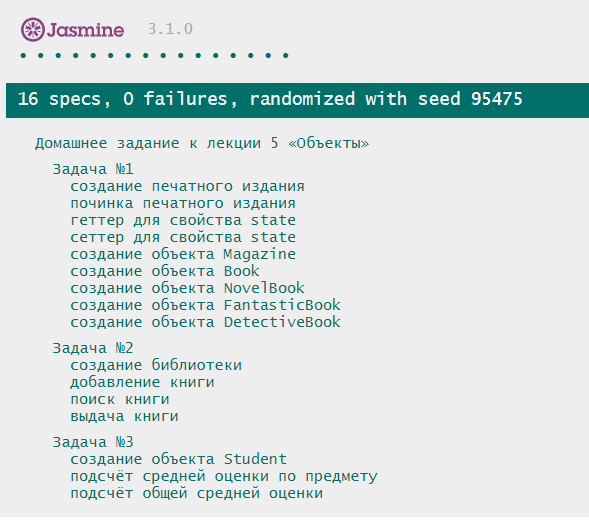 Jasmine 3.1.0
• • • • • • • • • • • • • • • •
16 specs, 0 failures, randomized with seed 95475
Домашнее задание к лекции 5 «Объекты»
Задача №1
создание печатного издания
починка печатного издания
геттер для свойства state
сеттер для свойства state
создание объекта Magazine
создание объекта Book
создание объекта NovelBook
создание объекта FantasticBook
создание объекта DetectiveBook
Задача №2
создание библиотеки
добавление книги
поиск книги
выдача книги
Задача №3
создание объекта Student
подсчёт средней оценки по предмету
подсчёт общей средней оценки